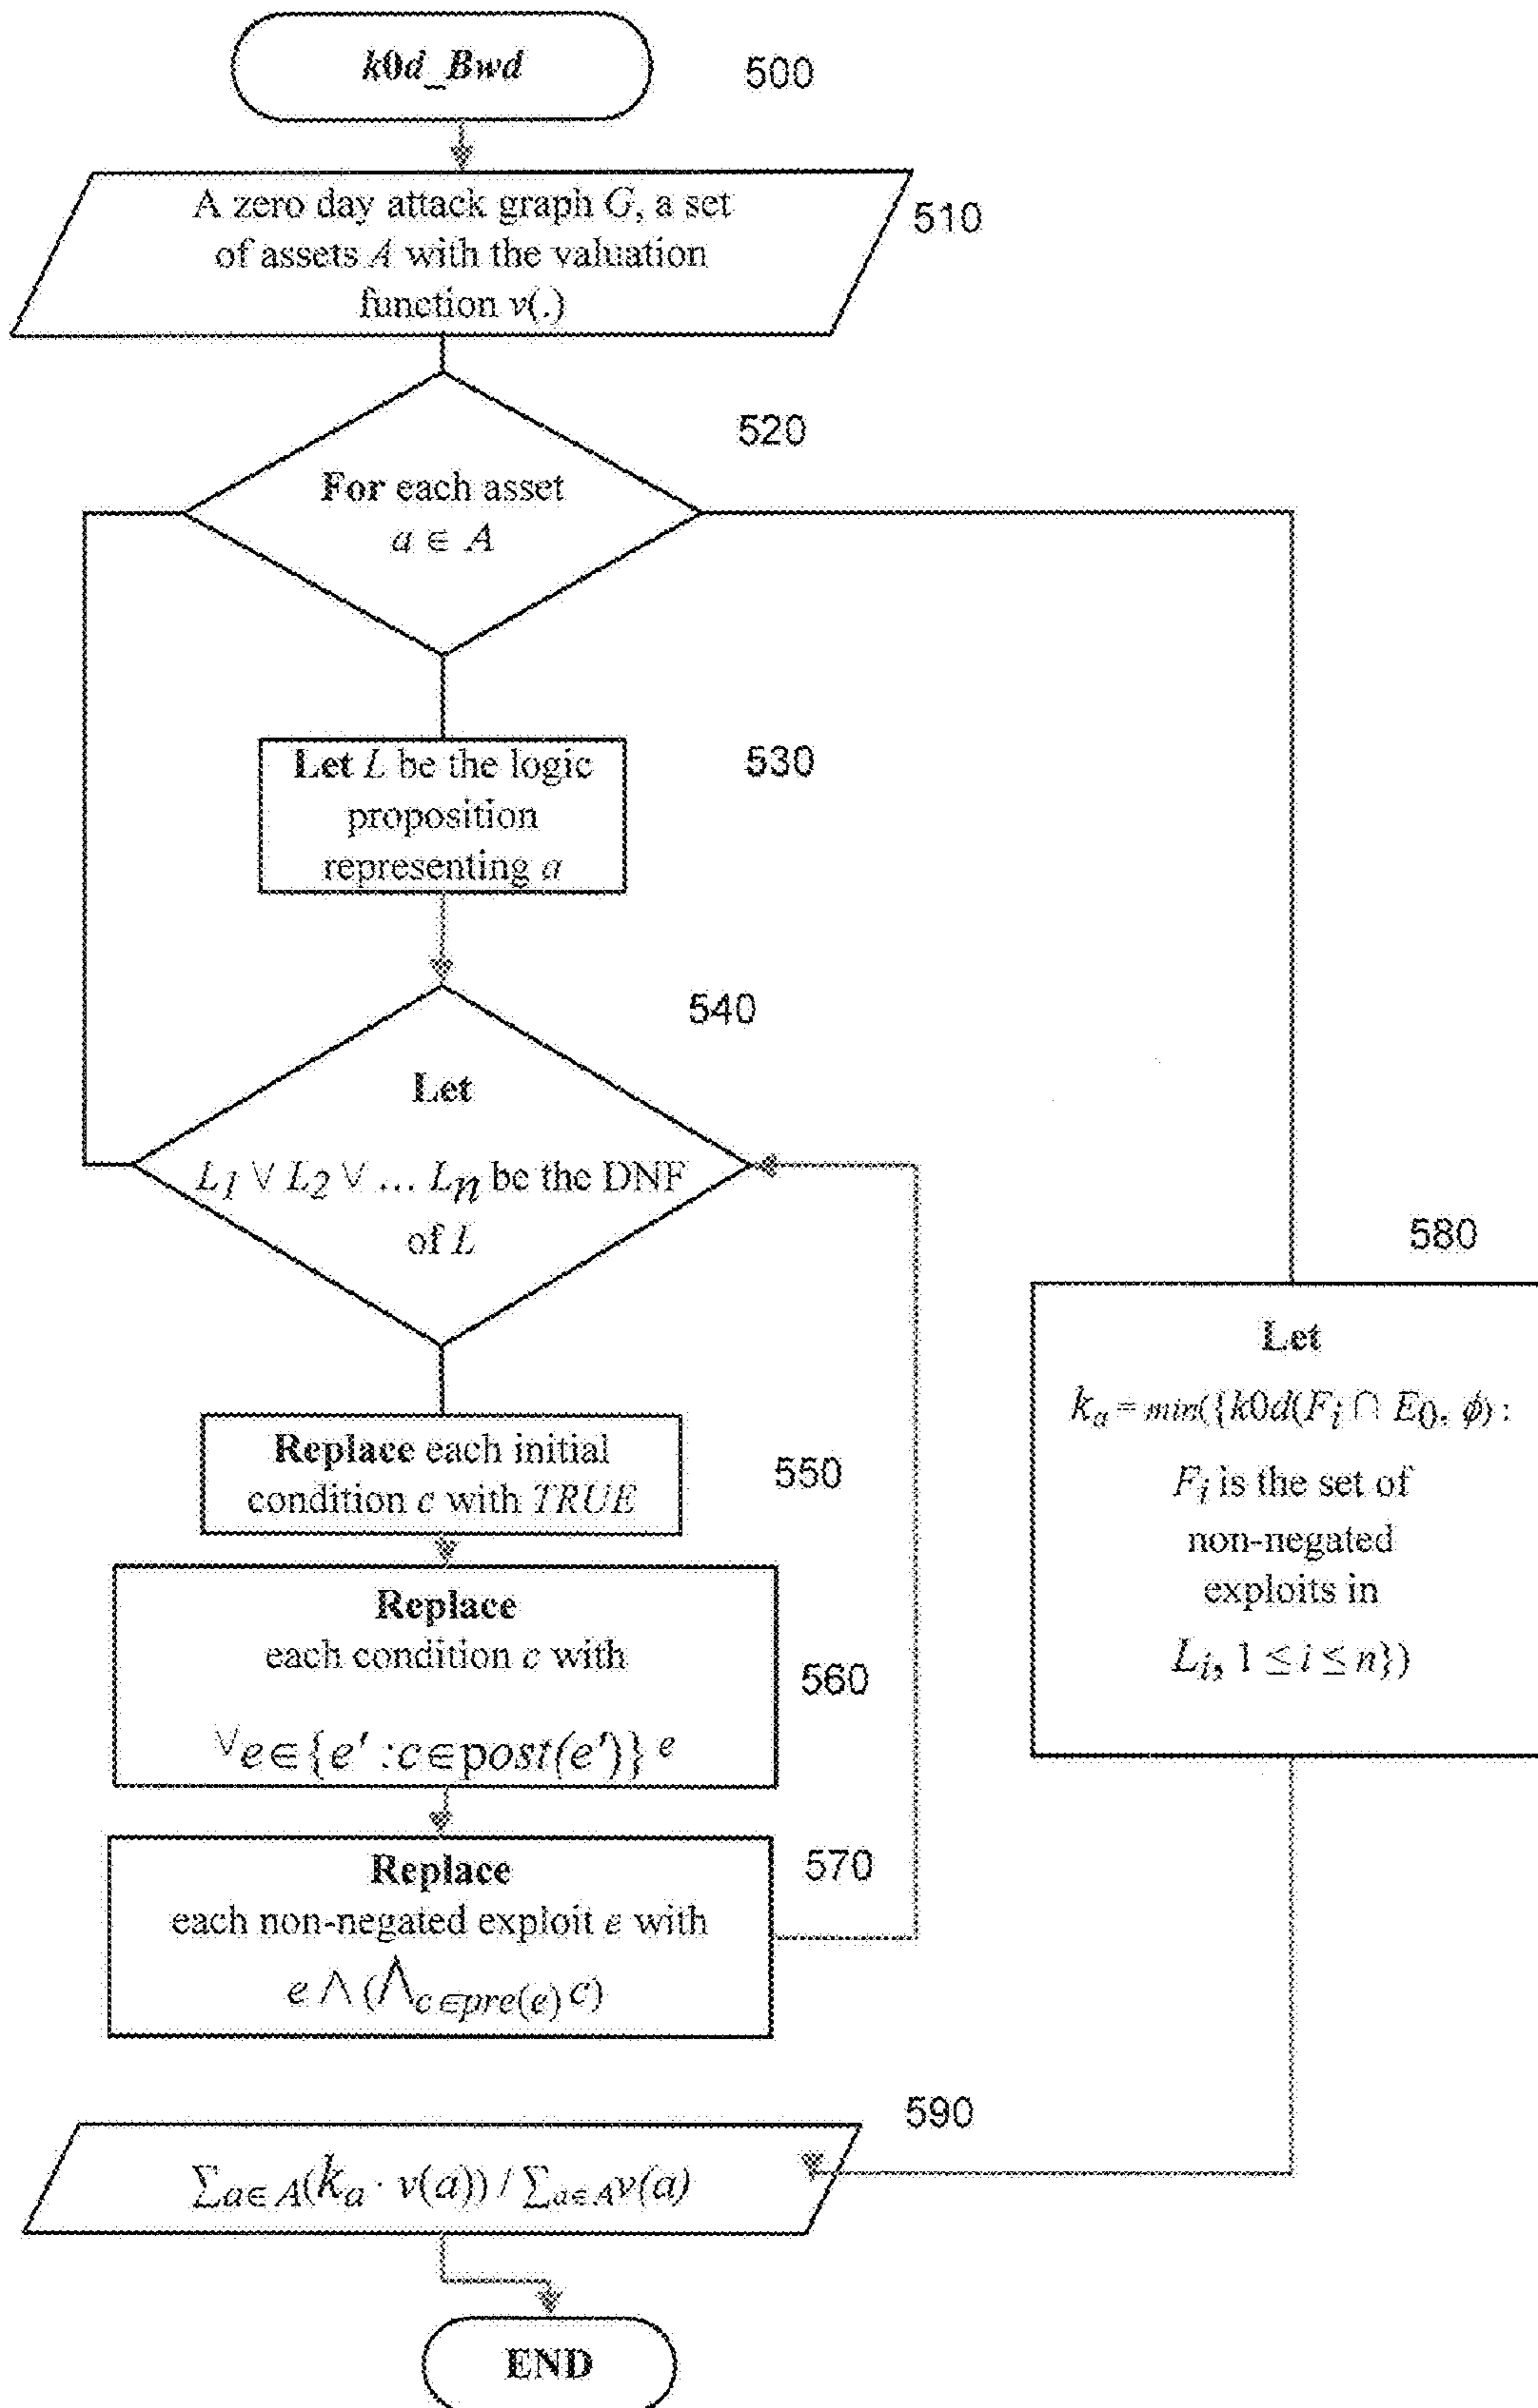 k0d_Bwd
500
A zero day attack graph G, a set
of assets A with the valuation
function v(.)
510
520
For each asset
a ∈ A
530
Let L be the logic
proposition
representing a
540
Let
L1 ∨ L2 ∨ ... Ln be the DNF
of L
550
Replace each initial
condition c with TRUE
560
Replace
each condition c with
∨e∈{e' :c∈post(e')} e
570
Replace
each non-negated exploit e with
e ∧ (∧c∈pre(e) c)
580
Let
ka = min({k0d(Fi ∩ E0, ϕ) :
Fi is the set of
non-negated
exploits in
Li, 1 ≤ i ≤ n})
590
∑a∈A(ka · v(a)) / ∑a∈Av(a)
END